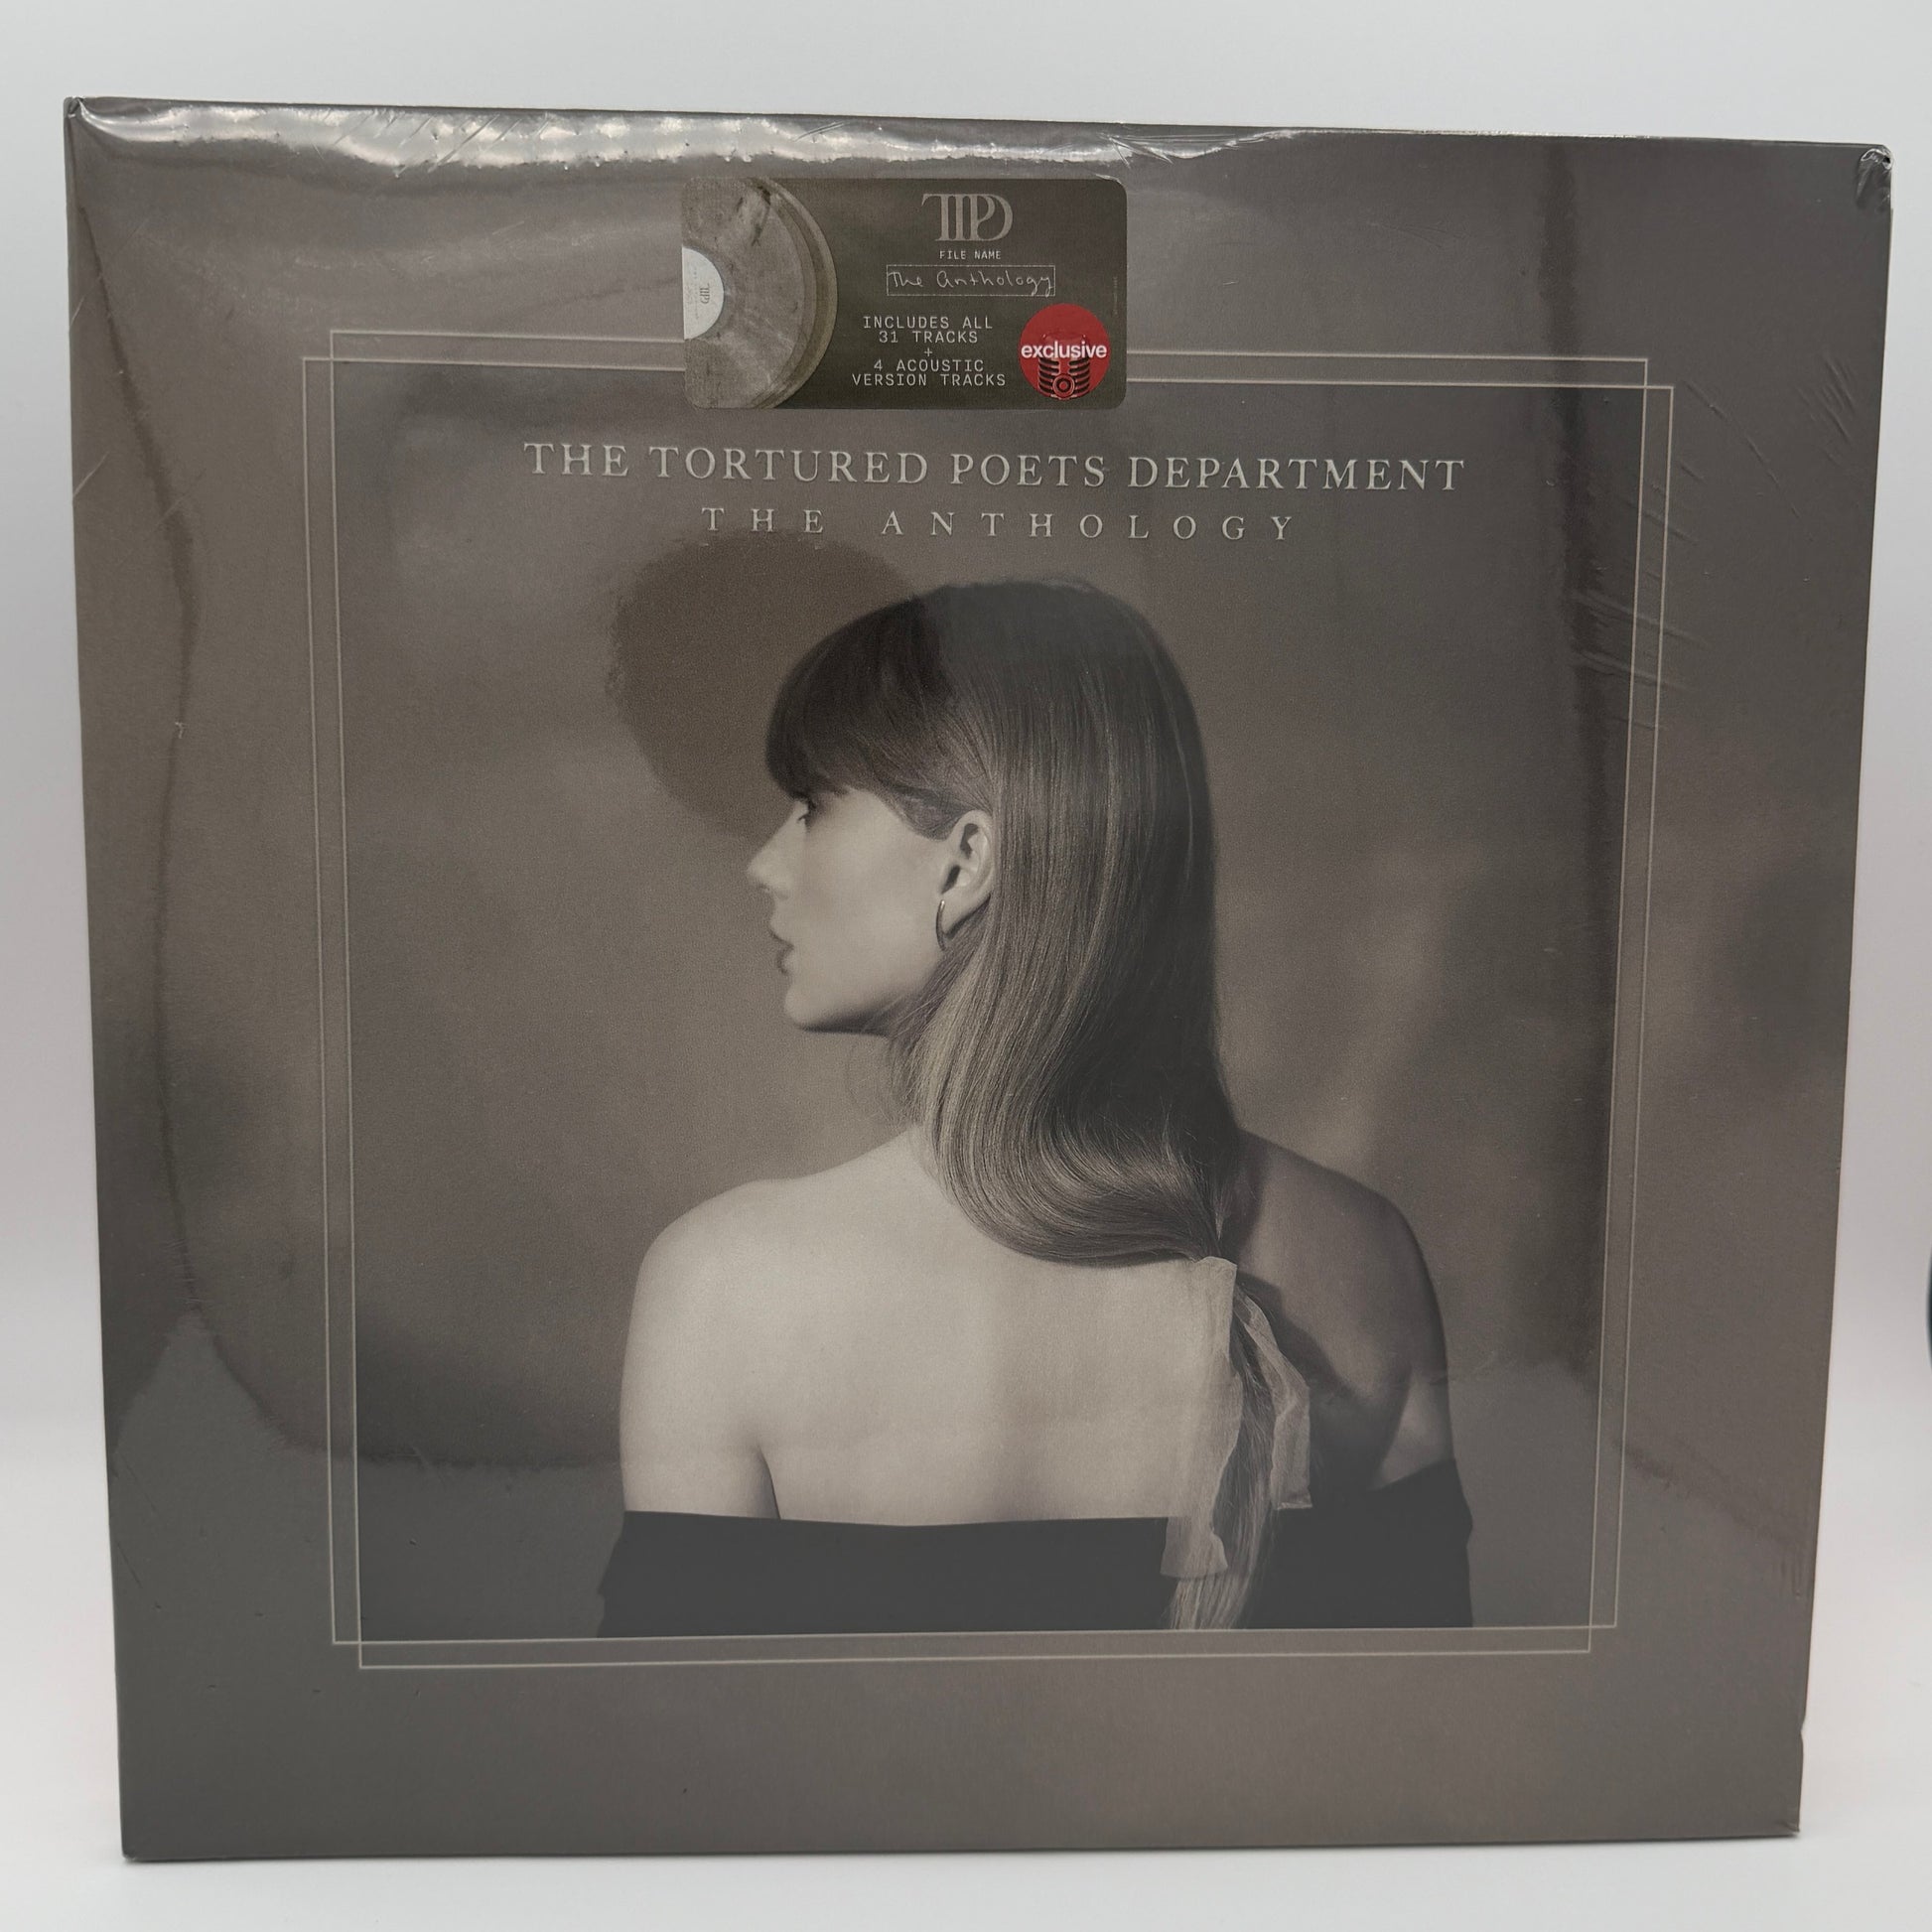 TTPD
FILE NAME
The Anthology
INCLUDES ALL
31 TRACKS
+
4 ACOUSTIC
VERSION TRACKS
exclusive
THE TORTURED POETS DEPARTMENT
THE ANTHOLOGY